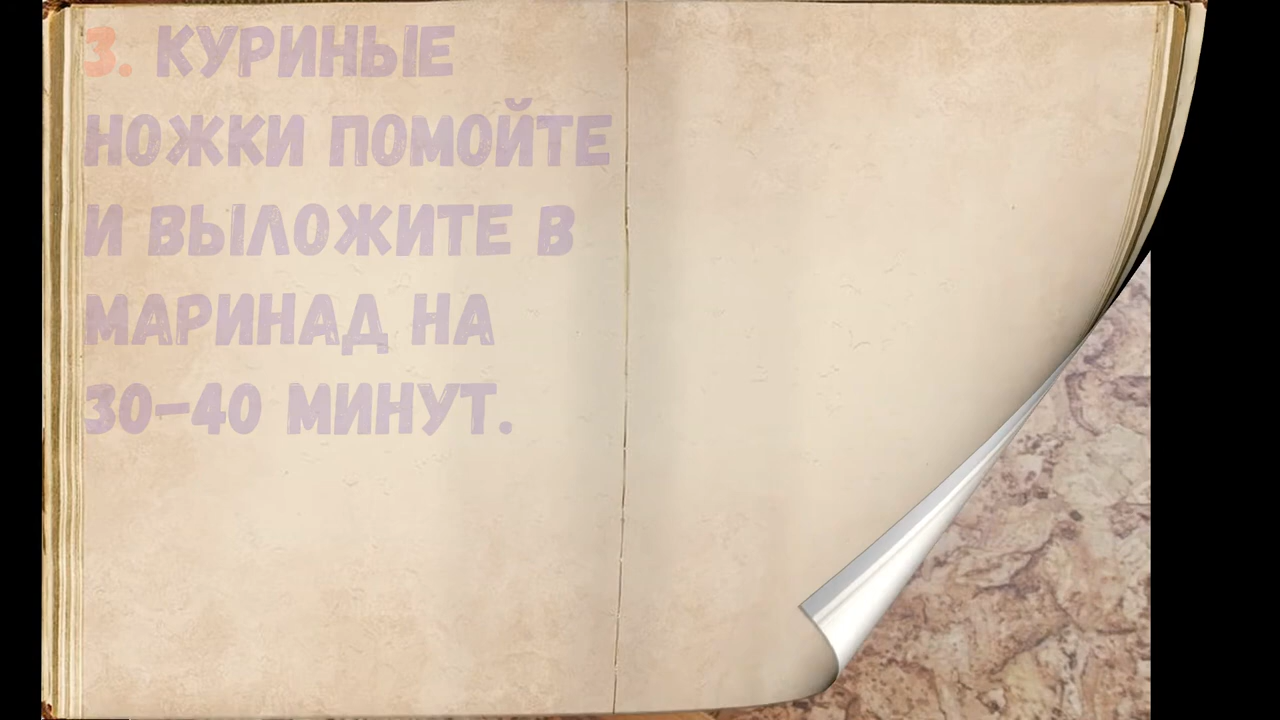 3. КУРИНЫЕ
НОЖКИ ПОМОЙТЕ
И ВЫЛОЖИТЕ В
МАРИНАД НА
30-40 МИНУТ.